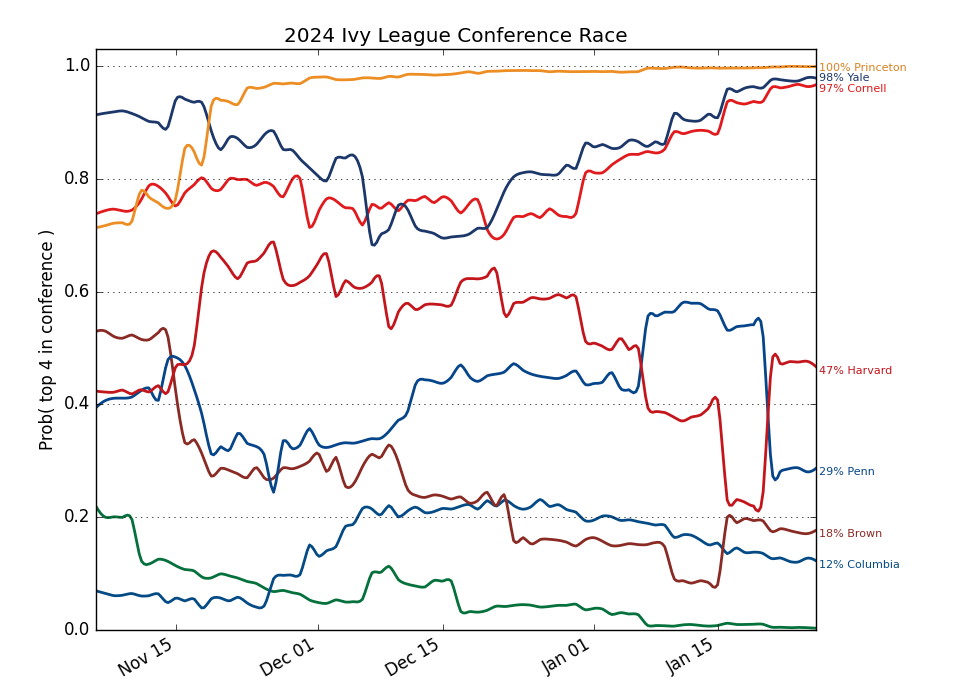 2024 Ivy League Conference Race
Prob( top 4 in conference )
1.0
0.8
0.6
0.4
0.2
0.0
Nov 15
Dec 01
Dec 15
Jan 01
Jan 15
100% Princeton
98% Yale
97% Cornell
47% Harvard
29% Penn
18% Brown
12% Columbia